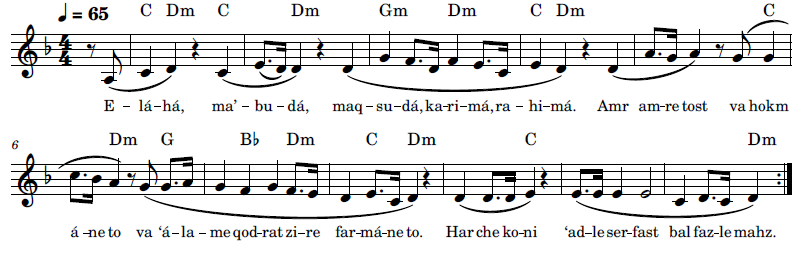 ♩ = 65
C Dm C Dm Gm Dm C Dm C
E – lá–há, ma’ – bu – dá, maq–su–dá, ka–ri–má, ra–hi–má. Amr am–re tost va hokm
6
Dm G B♭ Dm C Dm C Dm
á –ne to va ‘á–la–me qod–rat zi–re far–má–ne to. Har che ko–ni ‘ad–le ser–fast bal faz–le mahz.